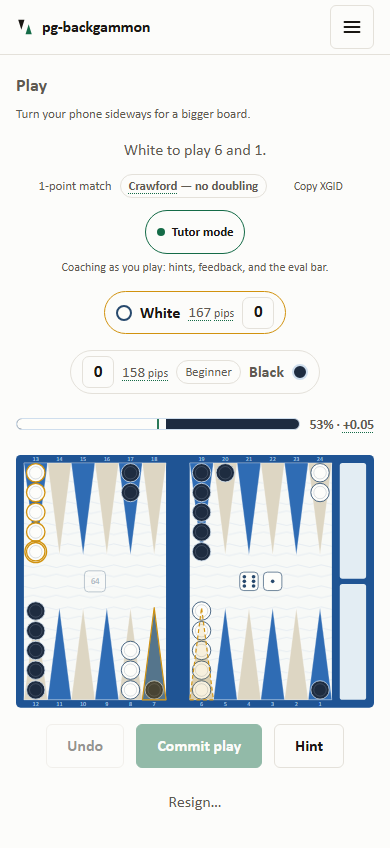 pg-backgammon
Play
Turn your phone sideways for a bigger board.
White to play 6 and 1.
1-point match Crawford — no doubling Copy XGID
Tutor mode
Coaching as you play: hints, feedback, and the eval bar.
White 167 pips 0
0 158 pips Beginner Black
53% · +0.05
13 14 15 16 17 18 19 20 21 22 23 24
64
12 11 10 9 8 7 6 5 4 3 2 1
Undo Commit play Hint
Resign...